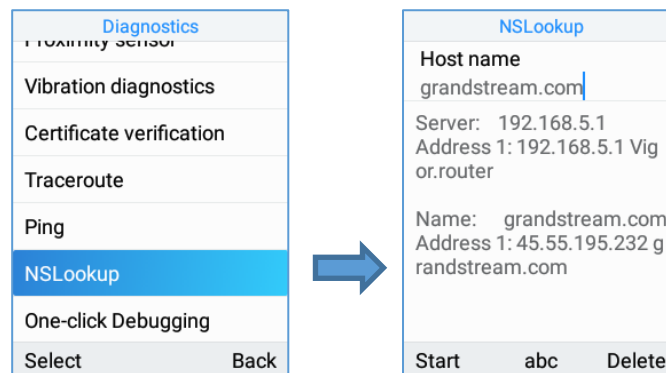 Diagnostics
Proximity sensor
Vibration diagnostics
Certificate verification
Traceroute
Ping
NSLookup
One-click Debugging
Select Back
NSLookup
Host name
grandstream.com
Server: 192.168.5.1
Address 1: 192.168.5.1 Vig
or.router
Name: grandstream.com
Address 1: 45.55.195.232 g
randstream.com
Start abc Delete